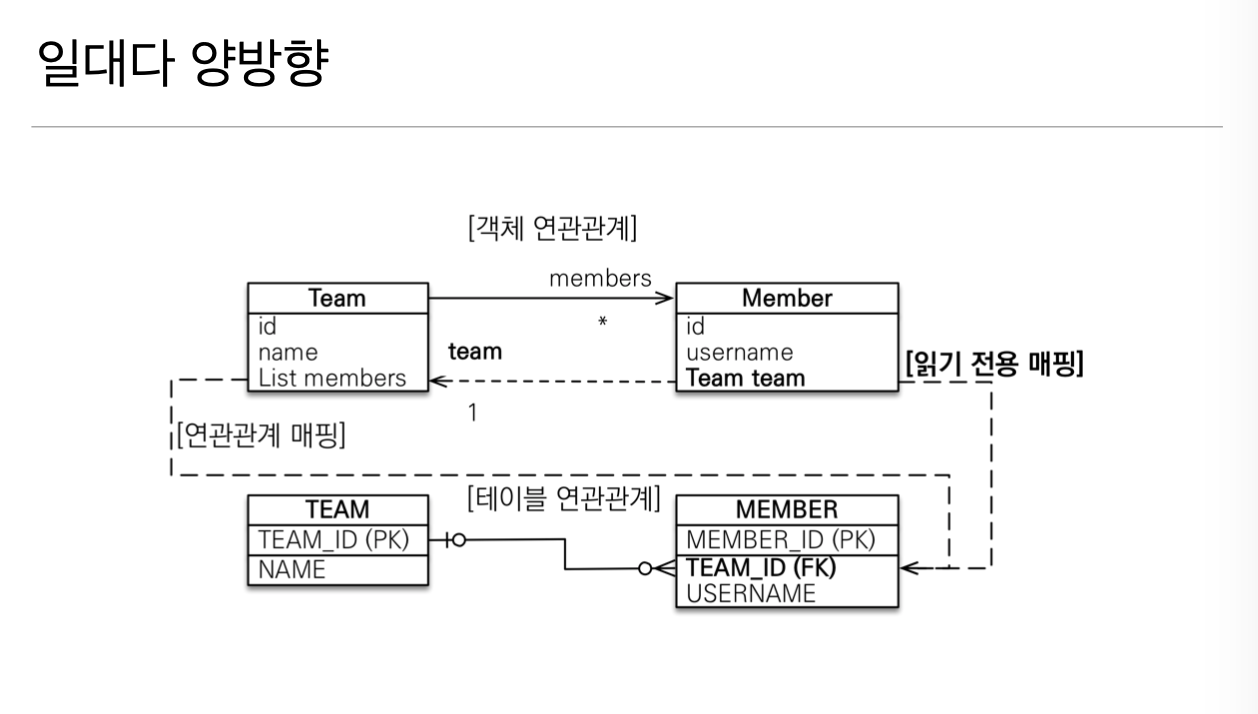 일대다 양방향
[객체 연관관계]
members
Team
Member
*
id
name
List members
team
1
id
username
Team team
[읽기 전용 매핑]
[연관관계 매핑]
[테이블 연관관계]
TEAM
TEAM_ID (PK)
NAME
MEMBER
MEMBER_ID (PK)
TEAM_ID (FK)
USERNAME